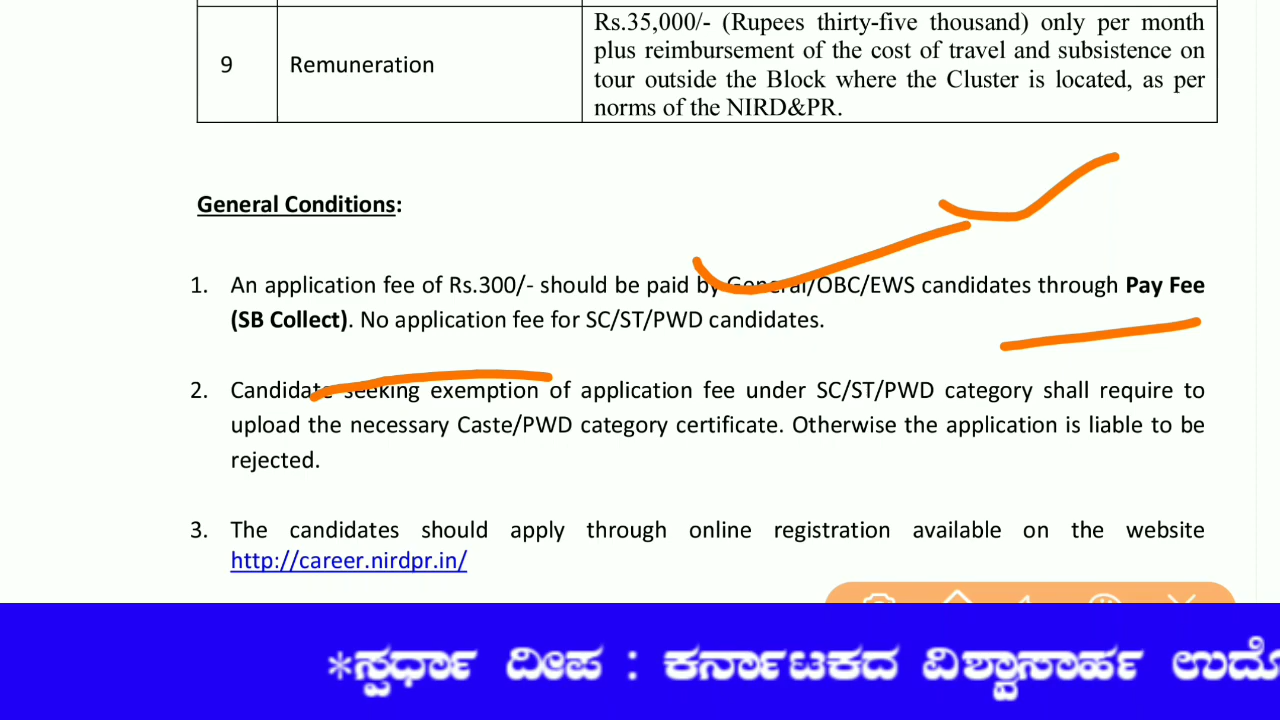 Rs.35,000/- (Rupees thirty-five thousand) only per month
plus reimbursement of the cost of travel and subsistence on
9 Remuneration
tour outside the Block where the Cluster is located, as per
norms of the NIRD&PR.
General Conditions:
1. An application fee of Rs.300/- should be paid by General/OBC/EWS candidates through Pay Fee
(SB Collect). No application fee for SC/ST/PWD candidates.
2. Candidate seeking exemption of application fee under SC/ST/PWD category shall require to
upload the necessary Caste/PWD category certificate. Otherwise the application is liable to be
rejected.
3. The candidates should apply through online registration available on the website
http://career.nirdpr.in/
*ಸ್ಪರ್ಧಾ ದೀಪ : ಕರ್ನಾಟಕದ ವಿಶ್ವಾಸಾರ್ಹ